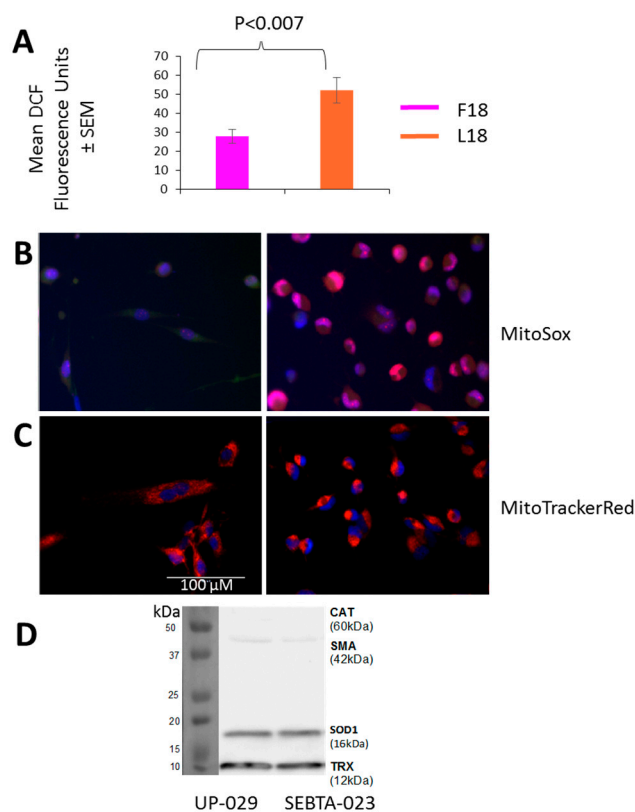 A
P<0.007
Mean DCF
Fluorescence Units
± SEM
70
60
50
40
30
20
10
0
F18
L18
B
MitoSox
C
MitoTrackerRed
100 µM
D
kDa
50
37
25
20
15
10
CAT
(60kDa)
SMA
(42kDa)
SOD1
(16kDa)
TRX
(12kDa)
UP-029 SEBTA-023